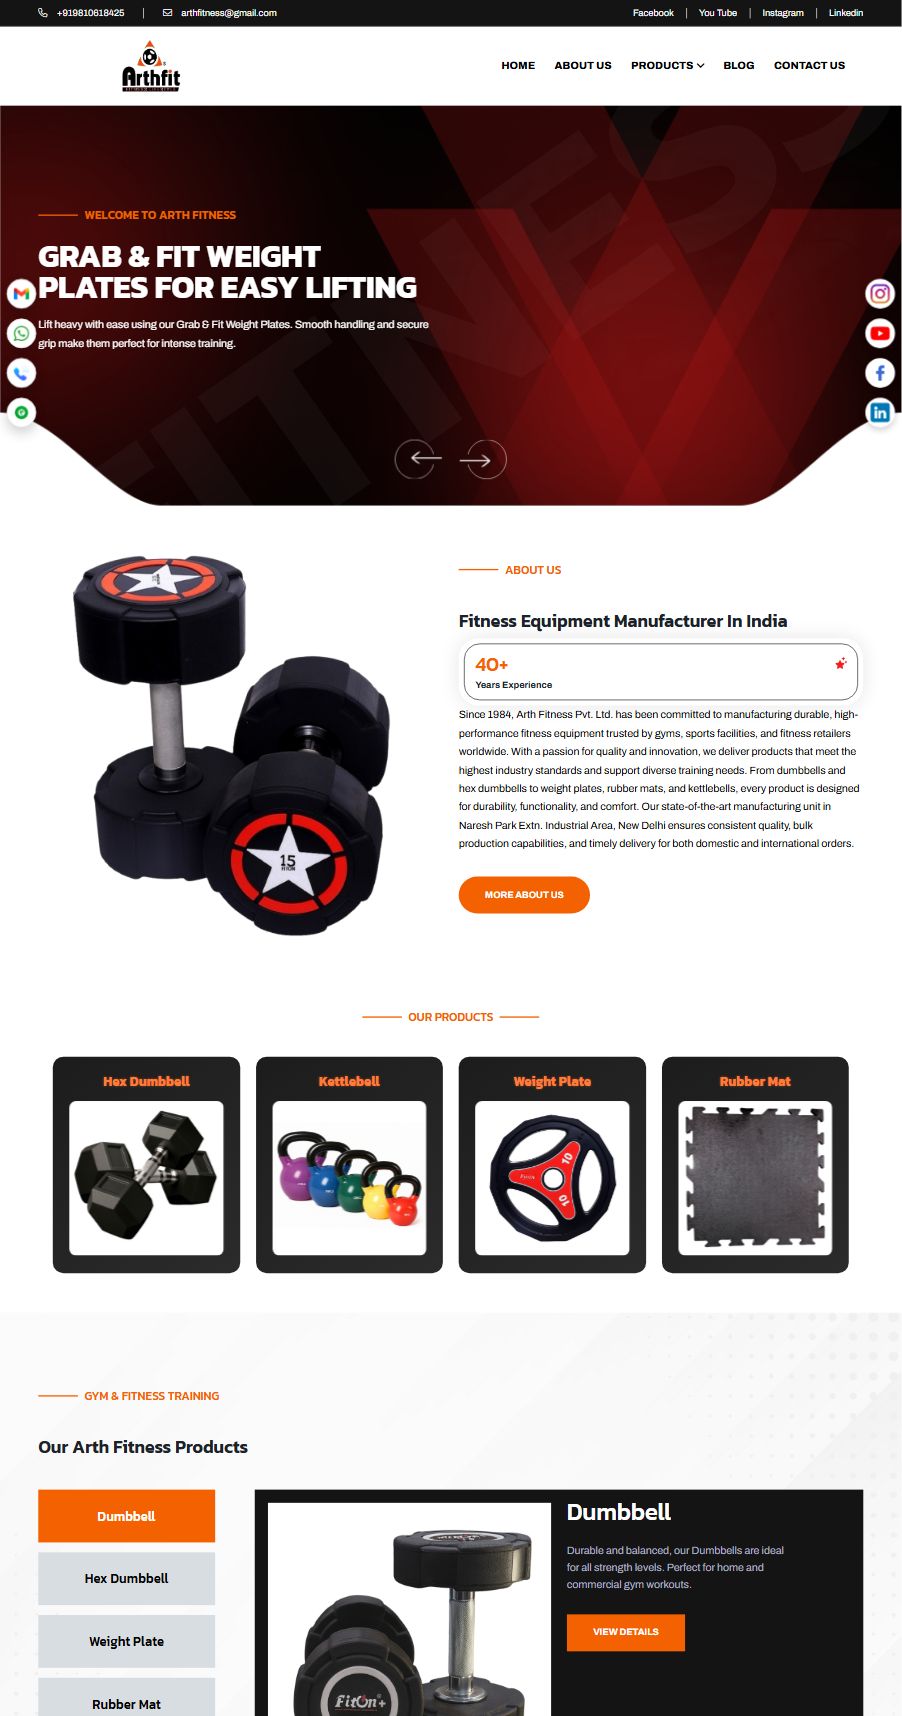 +919810618425
arthfitness@gmail.com
Facebook
You Tube
Instagram
Linkedin
Arthfit
HOME
ABOUT US
PRODUCTS
BLOG
CONTACT US
FITNESS
WELCOME TO ARTH FITNESS
GRAB & FIT WEIGHT
PLATES FOR EASY LIFTING
Lift heavy with ease using our Grab & Fit Weight Plates. Smooth handling and secure
grip make them perfect for intense training.
ABOUT US
Fitness Equipment Manufacturer In India
40+
Years Experience
Since 1984, Arth Fitness Pvt. Ltd. has been committed to manufacturing durable, high-
performance fitness equipment trusted by gyms, sports facilities, and fitness retailers
worldwide. With a passion for quality and innovation, we deliver products that meet the
highest industry standards and support diverse training needs. From dumbbells and
hex dumbbells to weight plates, rubber mats, and kettlebells, every product is designed
for durability, functionality, and comfort. Our state-of-the-art manufacturing unit in
Naresh Park Extn. Industrial Area, New Delhi ensures consistent quality, bulk
production capabilities, and timely delivery for both domestic and international orders.
15
FITON
MORE ABOUT US
OUR PRODUCTS
Hex Dumbbell
Kettlebell
Weight Plate
Rubber Mat
10
10
GYM & FITNESS TRAINING
Our Arth Fitness Products
Dumbbell
Hex Dumbbell
Weight Plate
Rubber Mat
FitOn+
Dumbbell
Durable and balanced, our Dumbbells are ideal
for all strength levels. Perfect for home and
commercial gym workouts.
VIEW DETAILS